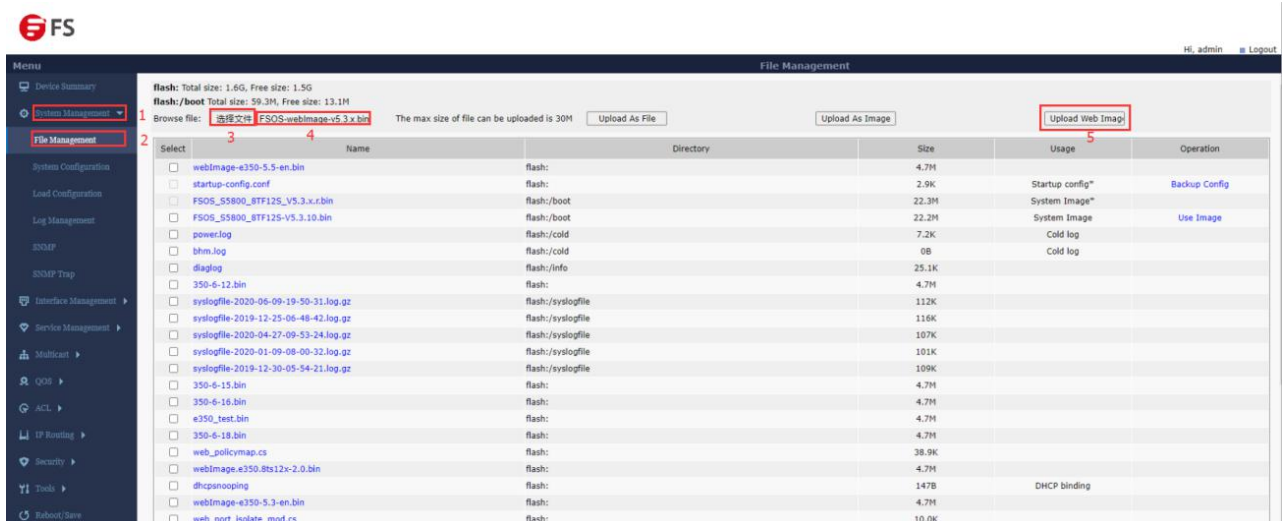 FS
Hi, admin Logout
Menu File Management
Device Summary
System Management
File Management
System Configuration
Load Configuration
Log Management
SNMP
SNMP Trap
Interface Management
Service Management
Multicast
QOS
ACL
IP Routing
Security
Tools
Reboot/Save
1
2
flash: Total size: 1.6G, Free size: 1.5G
flash:/boot Total size: 59.3M, Free size: 13.1M
Browse file: 选择文件 FSOS-webImage-v5.3.x.bin The max size of file can be uploaded is 30M Upload As File Upload As Image Upload Web Image
3 4 5
Select Name Directory Size Usage Operation
webImage-e350-5.5-en.bin flash: 4.7M
startup-config.conf flash: 2.9K Startup config* Backup Config
FSOS_S5800_8TF12S_V5.3.x.r.bin flash:/boot 22.3M System Image*
FSOS_S5800_8TF12S-V5.3.10.bin flash:/boot 22.2M System Image Use Image
power.log flash:/cold 7.2K Cold log
bhm.log flash:/cold 0B Cold log
diaglog flash:/info 25.1K
350-6-12.bin flash: 4.7M
syslogfile-2020-06-09-19-50-31.log.gz flash:/syslogfile 112K
syslogfile-2019-12-25-06-48-42.log.gz flash:/syslogfile 116K
syslogfile-2020-04-27-09-53-24.log.gz flash:/syslogfile 107K
syslogfile-2020-01-09-08-00-32.log.gz flash:/syslogfile 101K
syslogfile-2019-12-30-05-54-21.log.gz flash:/syslogfile 109K
350-6-15.bin flash: 4.7M
350-6-16.bin flash: 4.7M
e350_test.bin flash: 4.7M
350-6-18.bin flash: 4.7M
web_policymap.cs flash: 38.9K
webImage.e350.8ts12x-2.0.bin flash: 4.7M
dhcpsnooping flash: 147B DHCP binding
webImage-e350-5.3-en.bin flash: 4.7M
web_port_isolate_mod.cs flash: 10.0K